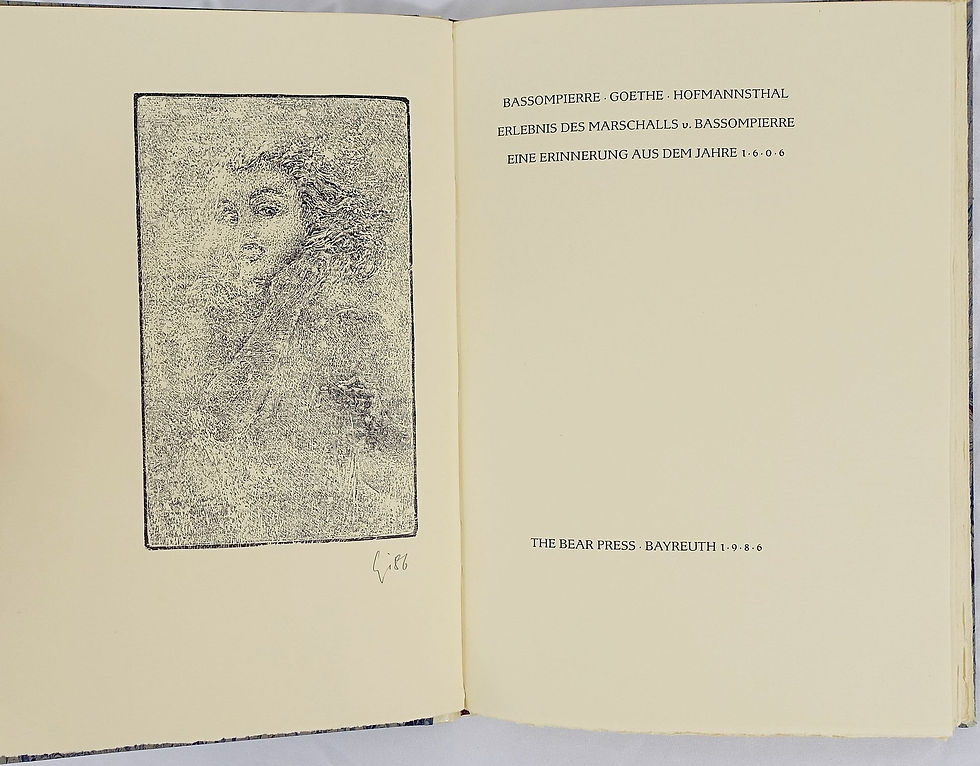 BASSOMPIERRE · GOETHE · HOFMANNSTHAL
ERLEBNIS DES MARSCHALLS v. BASSOMPIERRE
EINE ERINNERUNG AUS DEM JAHRE 1·6·0·6
THE BEAR PRESS · BAYREUTH 1·9·8·6